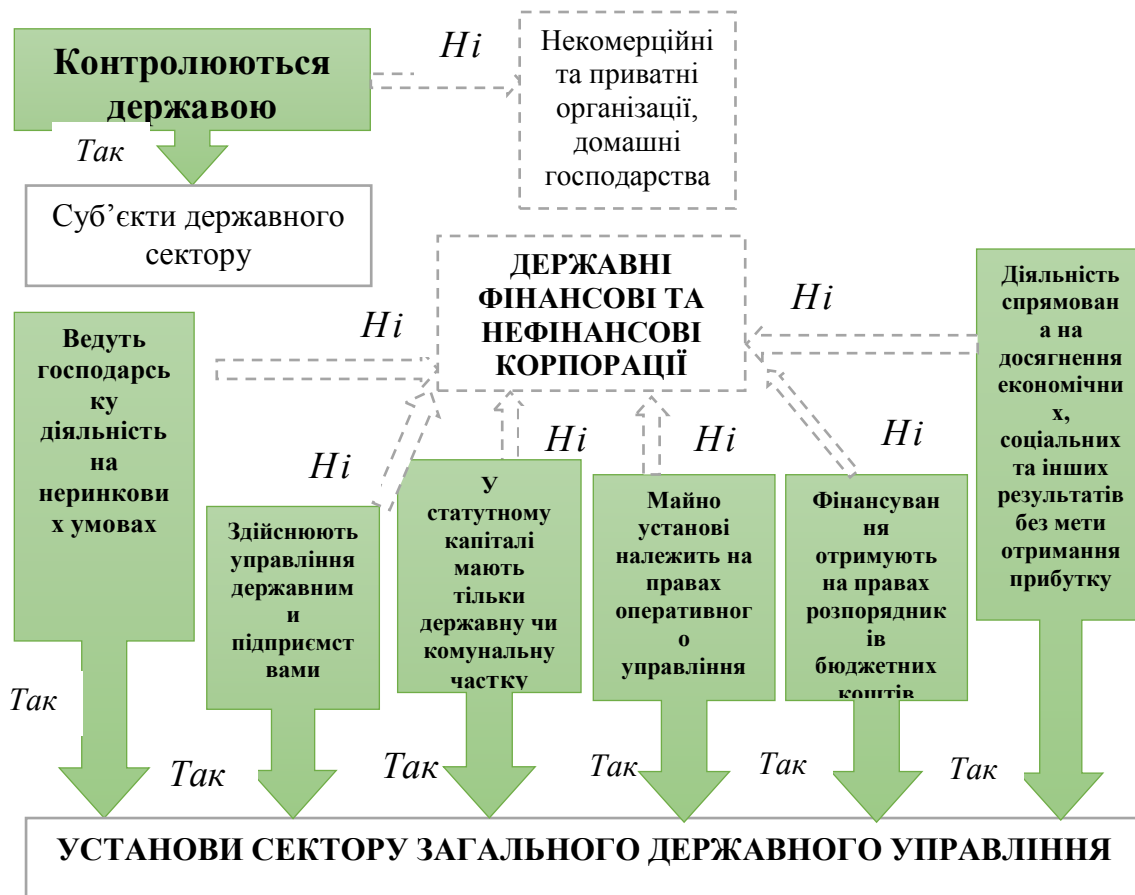 Контролюються
державою
Ні
Некомерційні
та приватні
організації,
домашні
господарства
Так
Суб’єкти державного
сектору
ДЕРЖАВНІ
ФІНАНСОВІ ТА
НЕФІНАНСОВІ
КОРПОРАЦІЇ
Ні
Ні
Ні
Ні
Ні
Ні
Ведуть
господарсь
ку
діяльність
на
неринкови
х умовах
Здійснюють
управління
державним
и
підприємст
вами
У
статутному
капіталі
мають
тільки
державну чи
комунальну
частку
Майно
установі
належить на
правах
оперативног
о
управління
Фінансуван
ня
отримують
на правах
розпорядник
ів
бюджетних
коштів
Діяльність
спрямован
а на
досягнення
економічни
х,
соціальних
та інших
результатів
без мети
отримання
прибутку
Так
Так
Так
Так
Так
Так
УСТАНОВИ СЕКТОРУ ЗАГАЛЬНОГО ДЕРЖАВНОГО УПРАВЛІННЯ